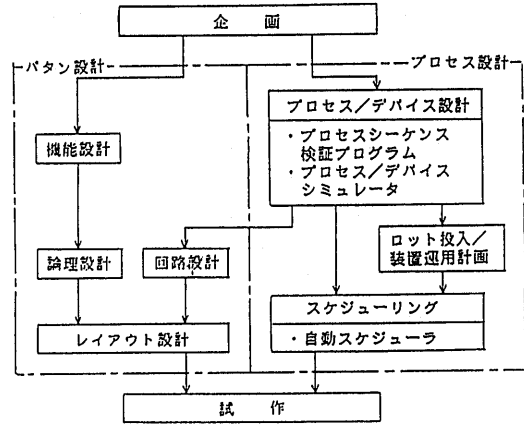 企 画
パタン設計
プロセス設計
プロセス/デバイス設計
・プロセスシーケンス
検証プログラム
・プロセス/デバイス
シミュレータ
機能設計
ロット投入/
装置運用計画
論理設計
回路設計
スケジューリング
・自動スケジューラ
レイアウト設計
試 作